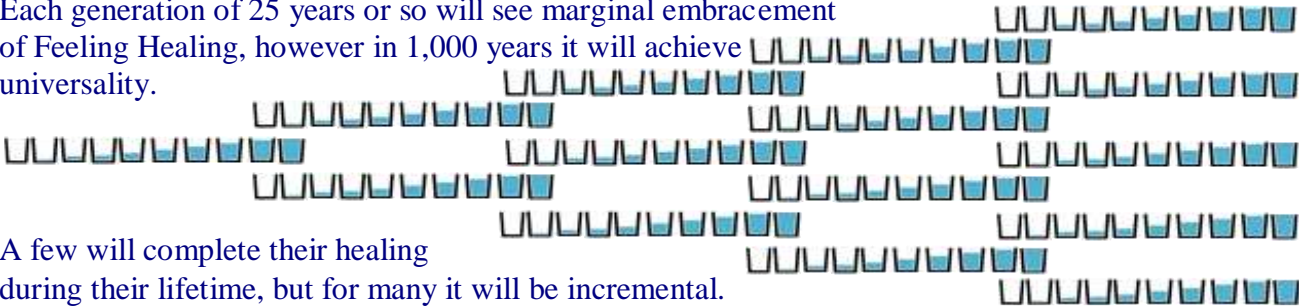 Each generation of 25 years or so will see marginal embracement
of Feeling Healing, however in 1,000 years it will achieve
universality.
A few will complete their healing
during their lifetime, but for many it will be incremental.